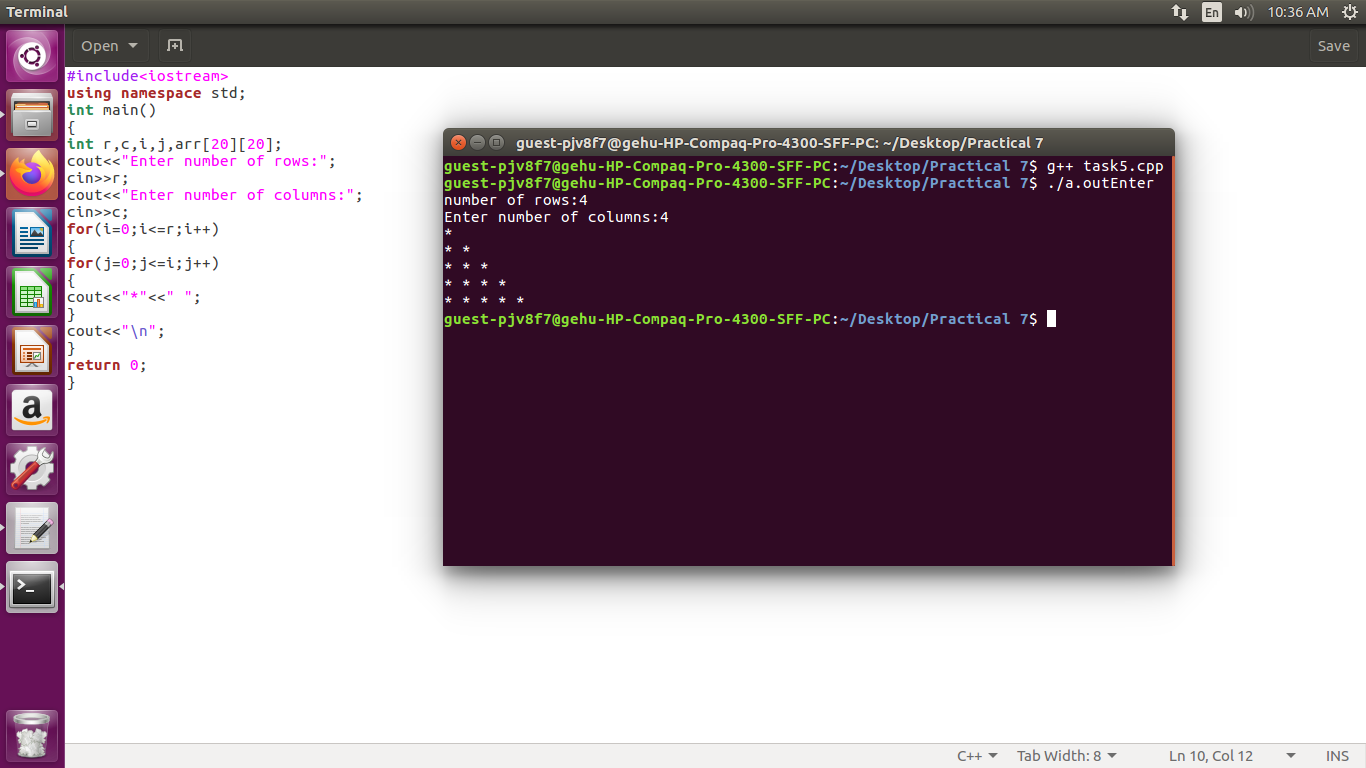 Terminal
En
10:36 AM
Open
Save
#include<iostream>
using namespace std;
int main()
{
int r,c,i,j,arr[20][20];
cout<<"Enter number of rows:";
cin>>r;
cout<<"Enter number of columns:";
cin>>c;
for(i=0;i<=r;i++)
{
for(j=0;j<=i;j++)
{
cout<<"*"<<" ";
}
cout<<"\n";
}
return 0;
}
guest-pjv8f7@gehu-HP-Compaq-Pro-4300-SFF-PC: ~/Desktop/Practical 7
guest-pjv8f7@gehu-HP-Compaq-Pro-4300-SFF-PC:~/Desktop/Practical 7$ g++ task5.cpp
guest-pjv8f7@gehu-HP-Compaq-Pro-4300-SFF-PC:~/Desktop/Practical 7$ ./a.outEnter
number of rows:4
Enter number of columns:4
*
* *
* * *
* * * *
* * * * *
guest-pjv8f7@gehu-HP-Compaq-Pro-4300-SFF-PC:~/Desktop/Practical 7$
a
>_
C++
Tab Width: 8
Ln 10, Col 12
INS